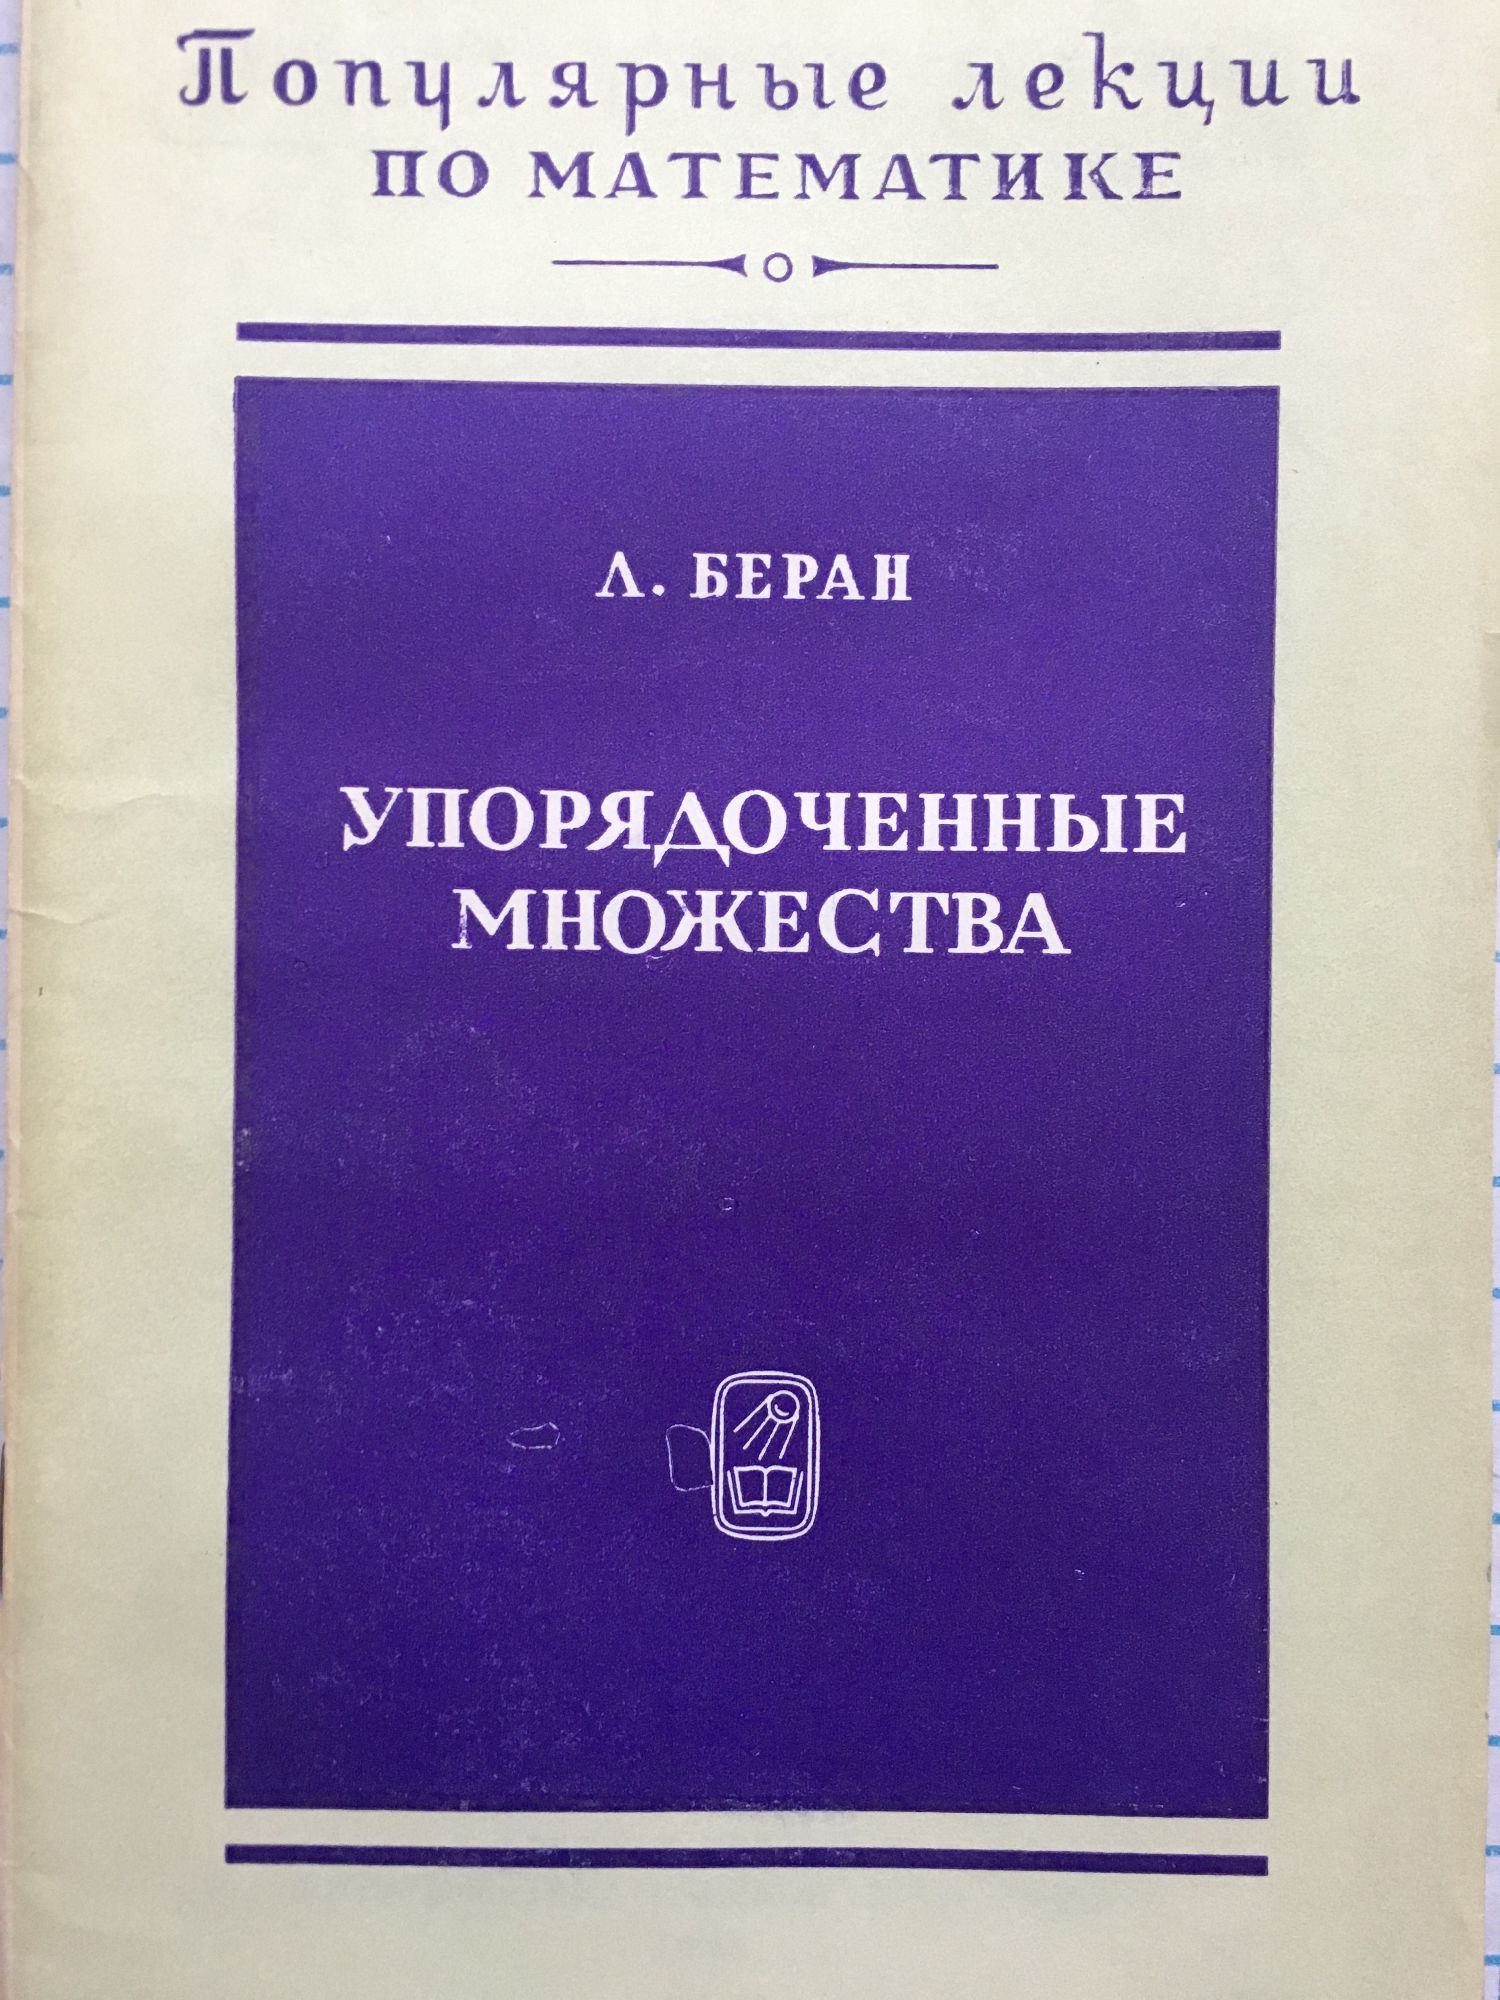 Популярные лекции
ПО МАТЕМАТИКЕ
Л. БЕРАН
УПОРЯДОЧЕННЫЕ
МНОЖЕСТВА